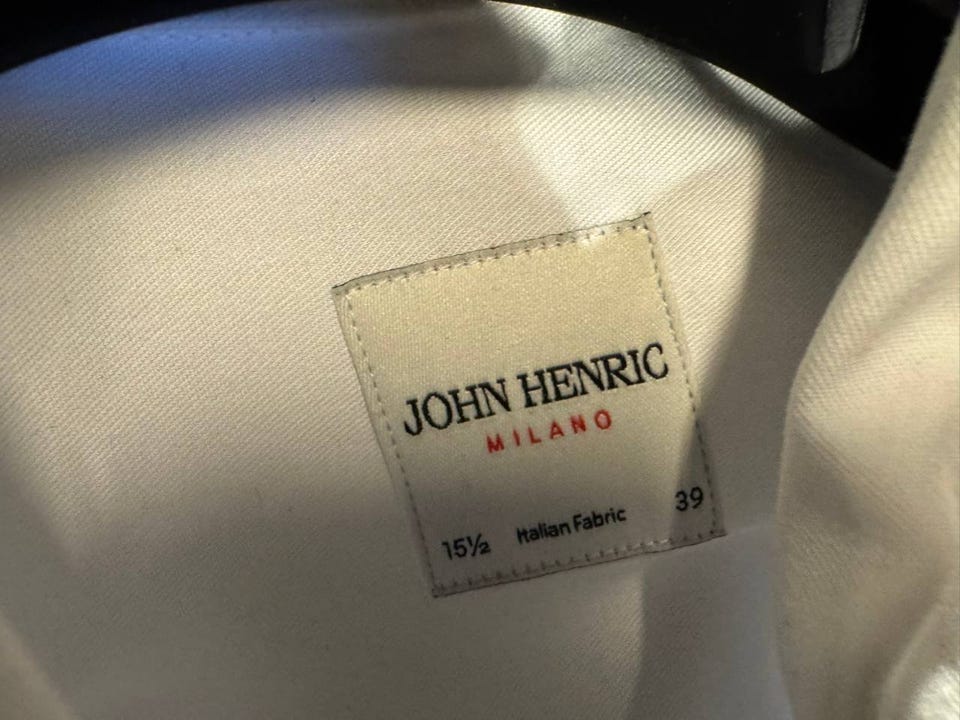 JOHN HENRIC
MILANO
15½ Italian Fabric 39